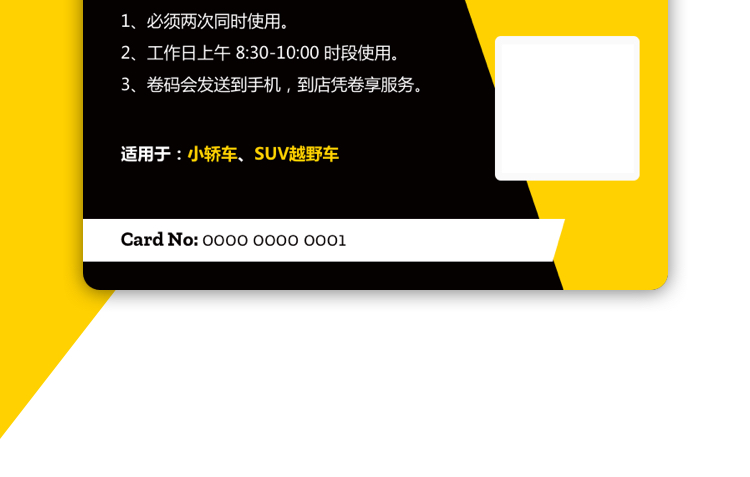 1、必须两次同时使用。
2、工作日上午 8:30-10:00 时段使用。
3、卷码会发送到手机，到店凭卷享服务。
适用于：小轿车、SUV越野车
Card No: 0000 0000 0001